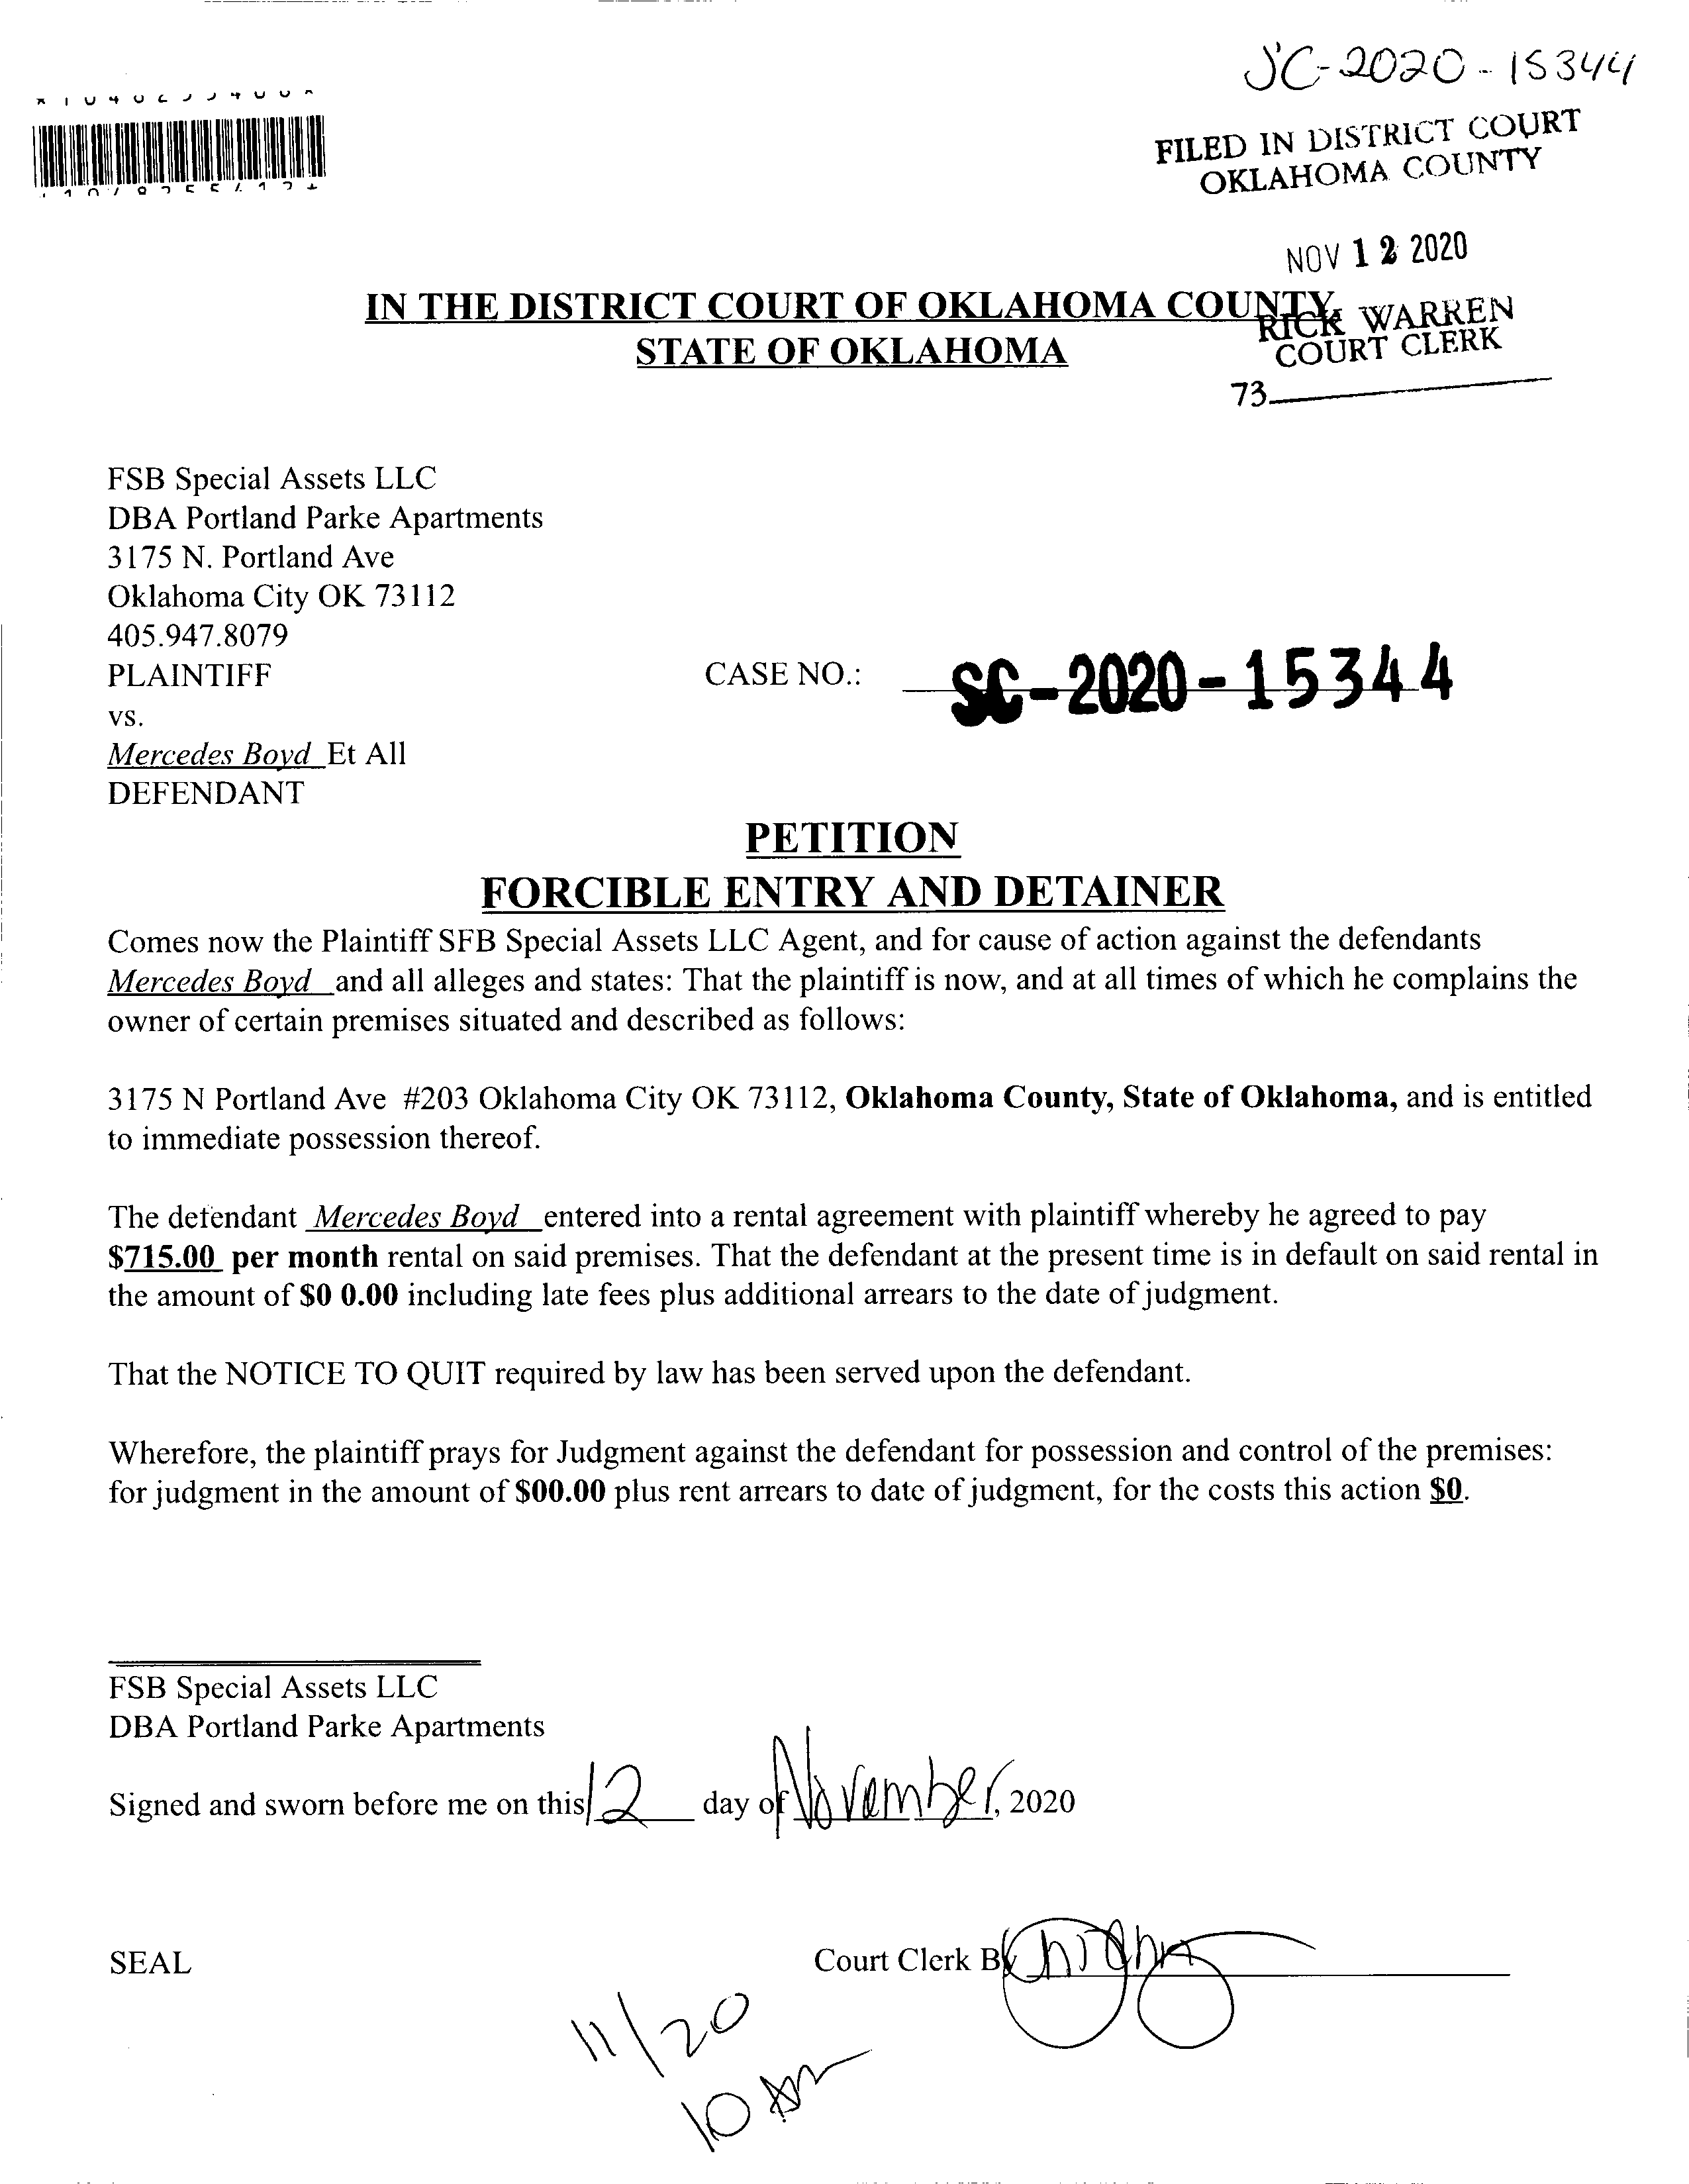 SC-2020-15344
FILED IN DISTRICT COURT
OKLAHOMA COUNTY
NOV 12 2020
RICK WARREN
COURT CLERK
73
IN THE DISTRICT COURT OF OKLAHOMA COUNTY
STATE OF OKLAHOMA
FSB Special Assets LLC
DBA Portland Parke Apartments
3175 N. Portland Ave
Oklahoma City OK 73112
405.947.8079
PLAINTIFF
CASE NO.: SC-2020-15344
vs.
Mercedes Boyd Et All
DEFENDANT
PETITION
FORCIBLE ENTRY AND DETAINER
Comes now the Plaintiff SFB Special Assets LLC Agent, and for cause of action against the defendants
Mercedes Boyd and all alleges and states: That the plaintiff is now, and at all times of which he complains the
owner of certain premises situated and described as follows:
3175 N Portland Ave #203 Oklahoma City OK 73112, Oklahoma County, State of Oklahoma, and is entitled
to immediate possession thereof.
The defendant Mercedes Boyd entered into a rental agreement with plaintiff whereby he agreed to pay
$715.00 per month rental on said premises. That the defendant at the present time is in default on said rental in
the amount of $0 0.00 including late fees plus additional arrears to the date of judgment.
That the NOTICE TO QUIT required by law has been served upon the defendant.
Wherefore, the plaintiff prays for Judgment against the defendant for possession and control of the premises:
for judgment in the amount of $00.00 plus rent arrears to date of judgment, for the costs this action $0.
FSB Special Assets LLC
DBA Portland Parke Apartments
Signed and sworn before me on this 12 day of November, 2020
SEAL
Court Clerk By
11/20
10 am